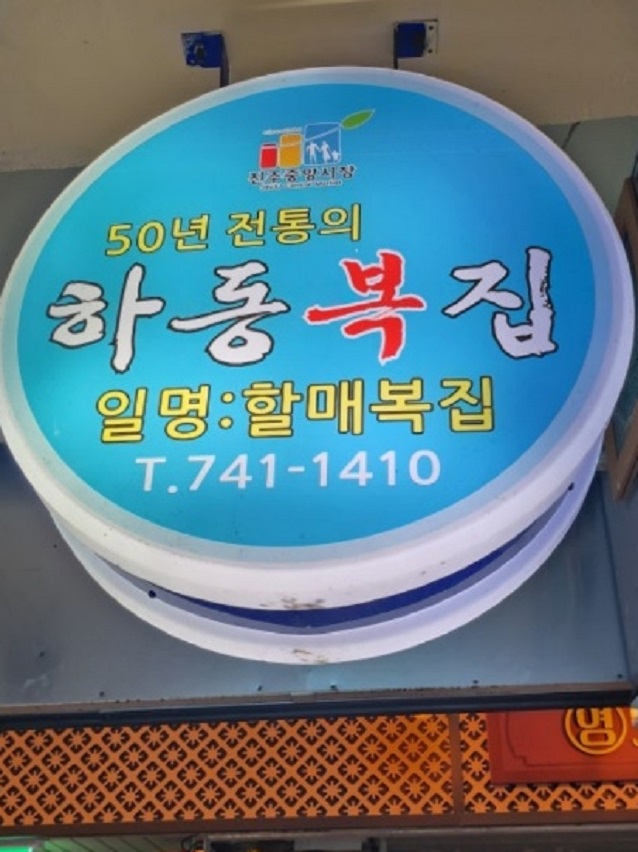 진주중앙시장
50년 전통의
하동복집
일명:할매복집
T.741-1410
명